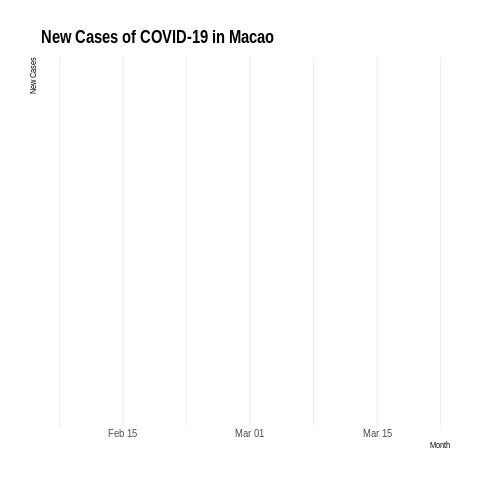 New Cases of COVID-19 in Macao
New Cases
Feb 15
Mar 01
Mar 15
Month